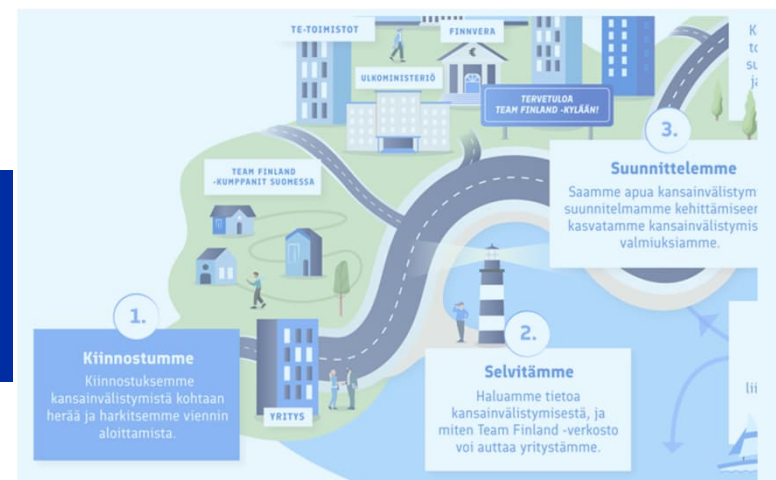 TE-TOIMISTOT
FINNVERA
ULKOMINISTERIÖ
TERVETULOA
TEAM FINLAND -KYLÄÄN!
TEAM FINLAND
-KUMPPANIT SUOMESSA
YRITYS
1.
Kiinnostumme
Kiinnostuksemme
kansainvälistymistä kohtaan
herää ja harkitsemme viennin
aloittamista.
2.
Selvitämme
Haluamme tietoa
kansainvälistymisestä, ja
miten Team Finland -verkosto
voi auttaa yritystämme.
3.
Suunnittelemme
Saamme apua kansainvälistym
suunnitelmamme kehittämiseen
kasvatamme kansainvälistymis
valmiuksiamme.